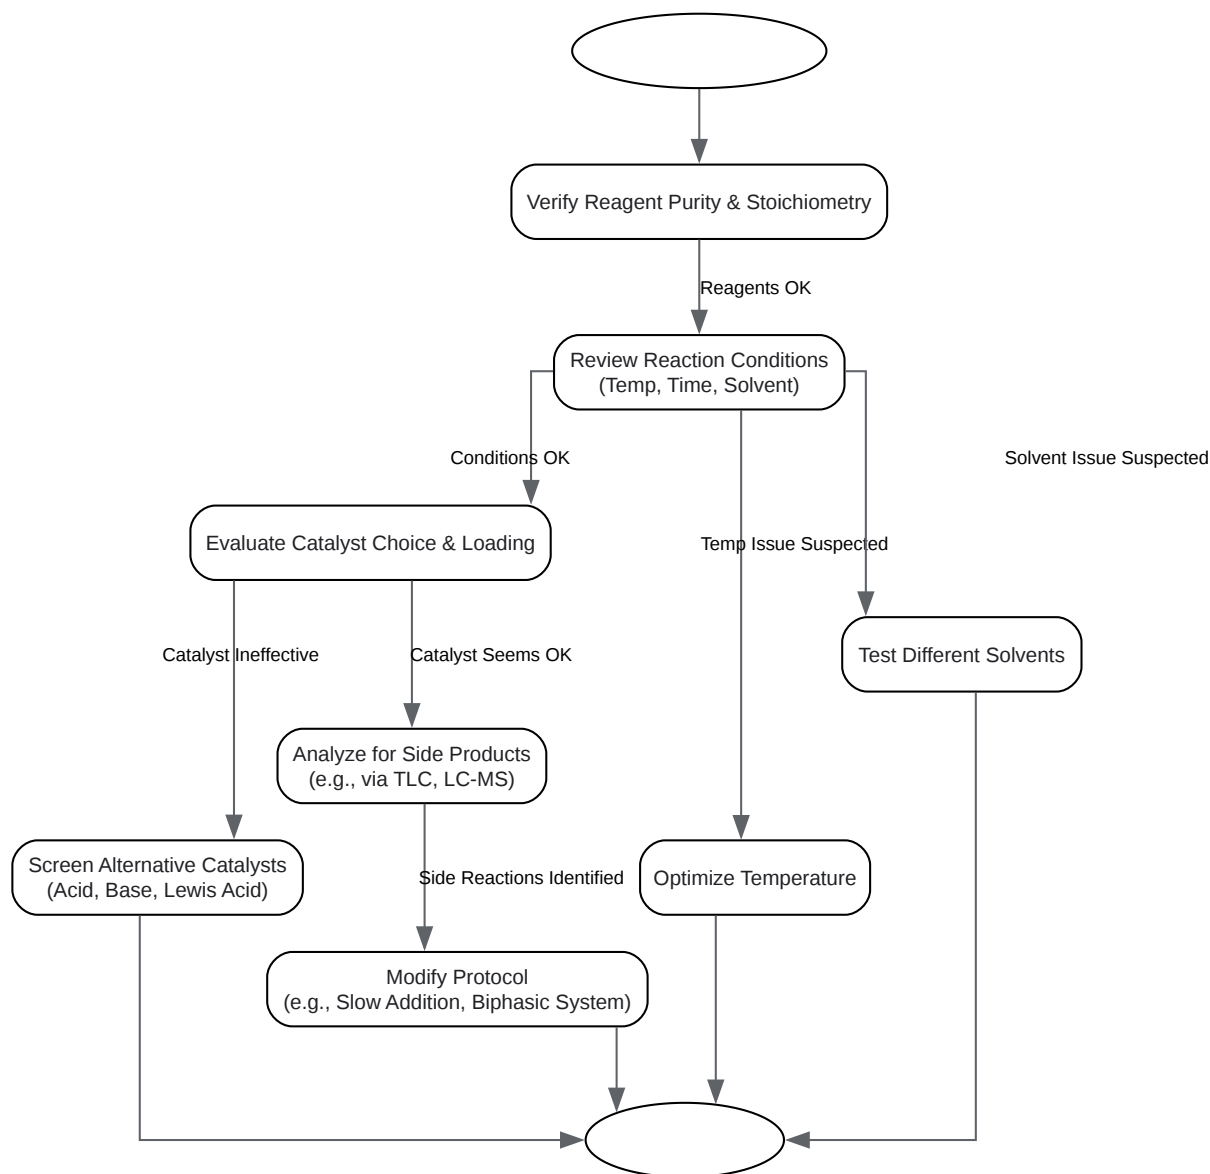 Verify Reagent Purity & Stoichiometry
Reagents OK
Review Reaction Conditions
(Temp, Time, Solvent)
Conditions OK
Solvent Issue Suspected
Evaluate Catalyst Choice & Loading
Temp Issue Suspected
Catalyst Ineffective
Catalyst Seems OK
Test Different Solvents
Analyze for Side Products
(e.g., via TLC, LC-MS)
Screen Alternative Catalysts
(Acid, Base, Lewis Acid)
Side Reactions Identified
Optimize Temperature
Modify Protocol
(e.g., Slow Addition, Biphasic System)